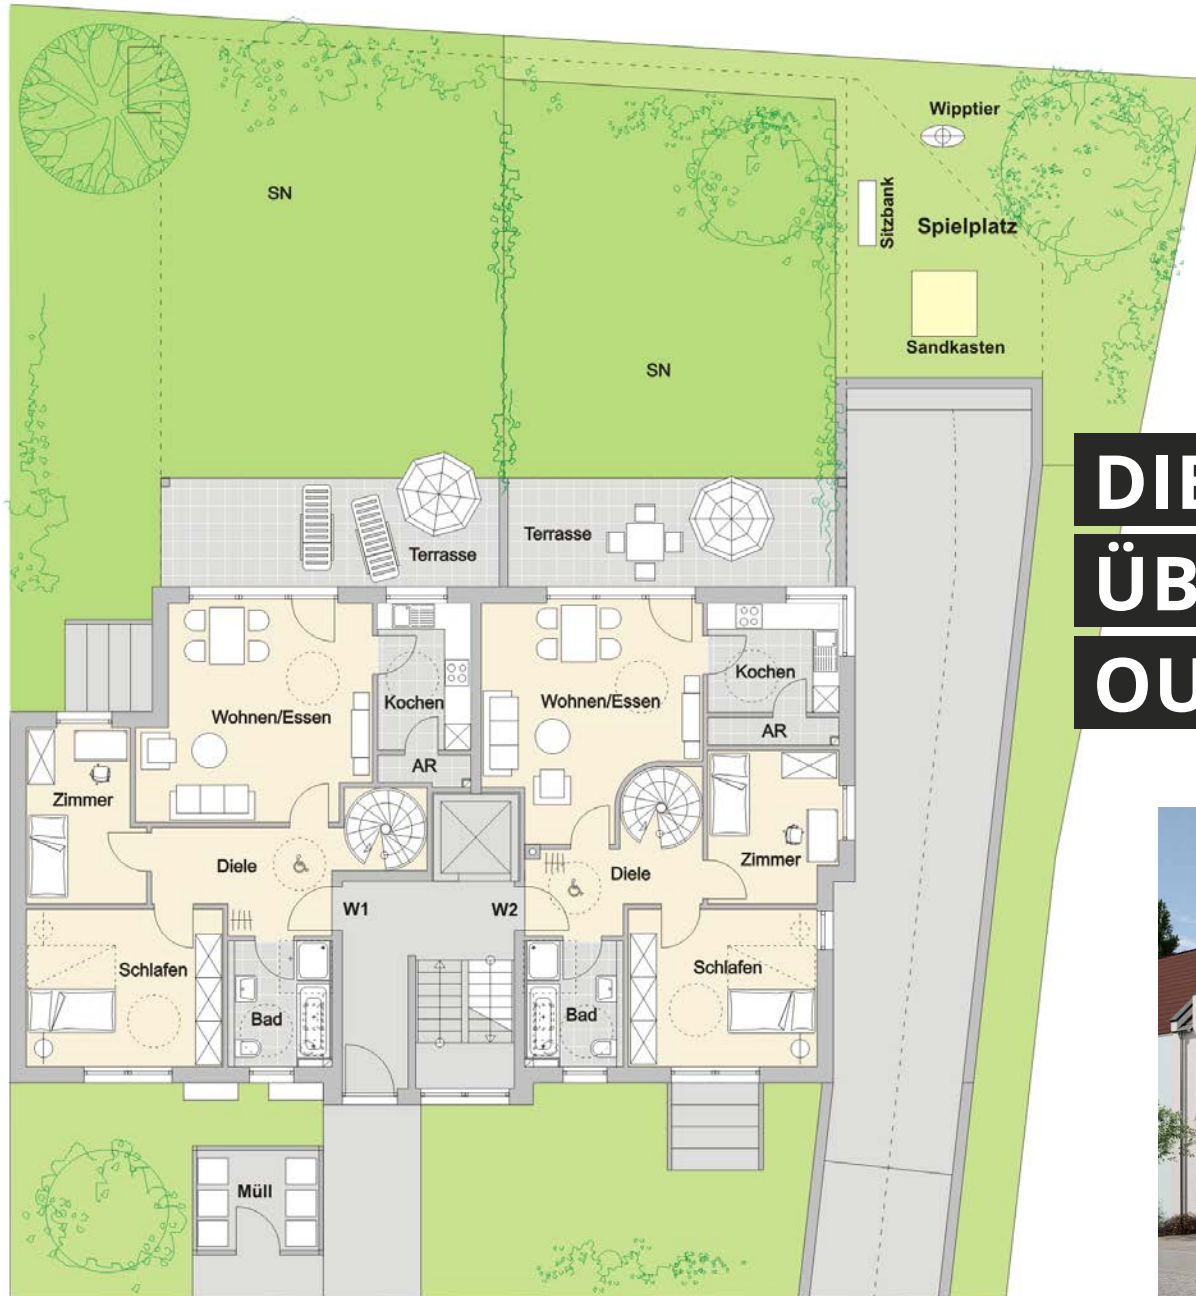 Wipptier
SN
Sitzbank
Spielplatz
Sandkasten
SN
DIE
ÜB
OU
Terrasse
Terrasse
Wohnen/Essen
Kochen
Wohnen/Essen
Kochen
AR
AR
Zimmer
Diele
Diele
Zimmer
W1
W2
Schlafen
Schlafen
Bad
Bad
Müll